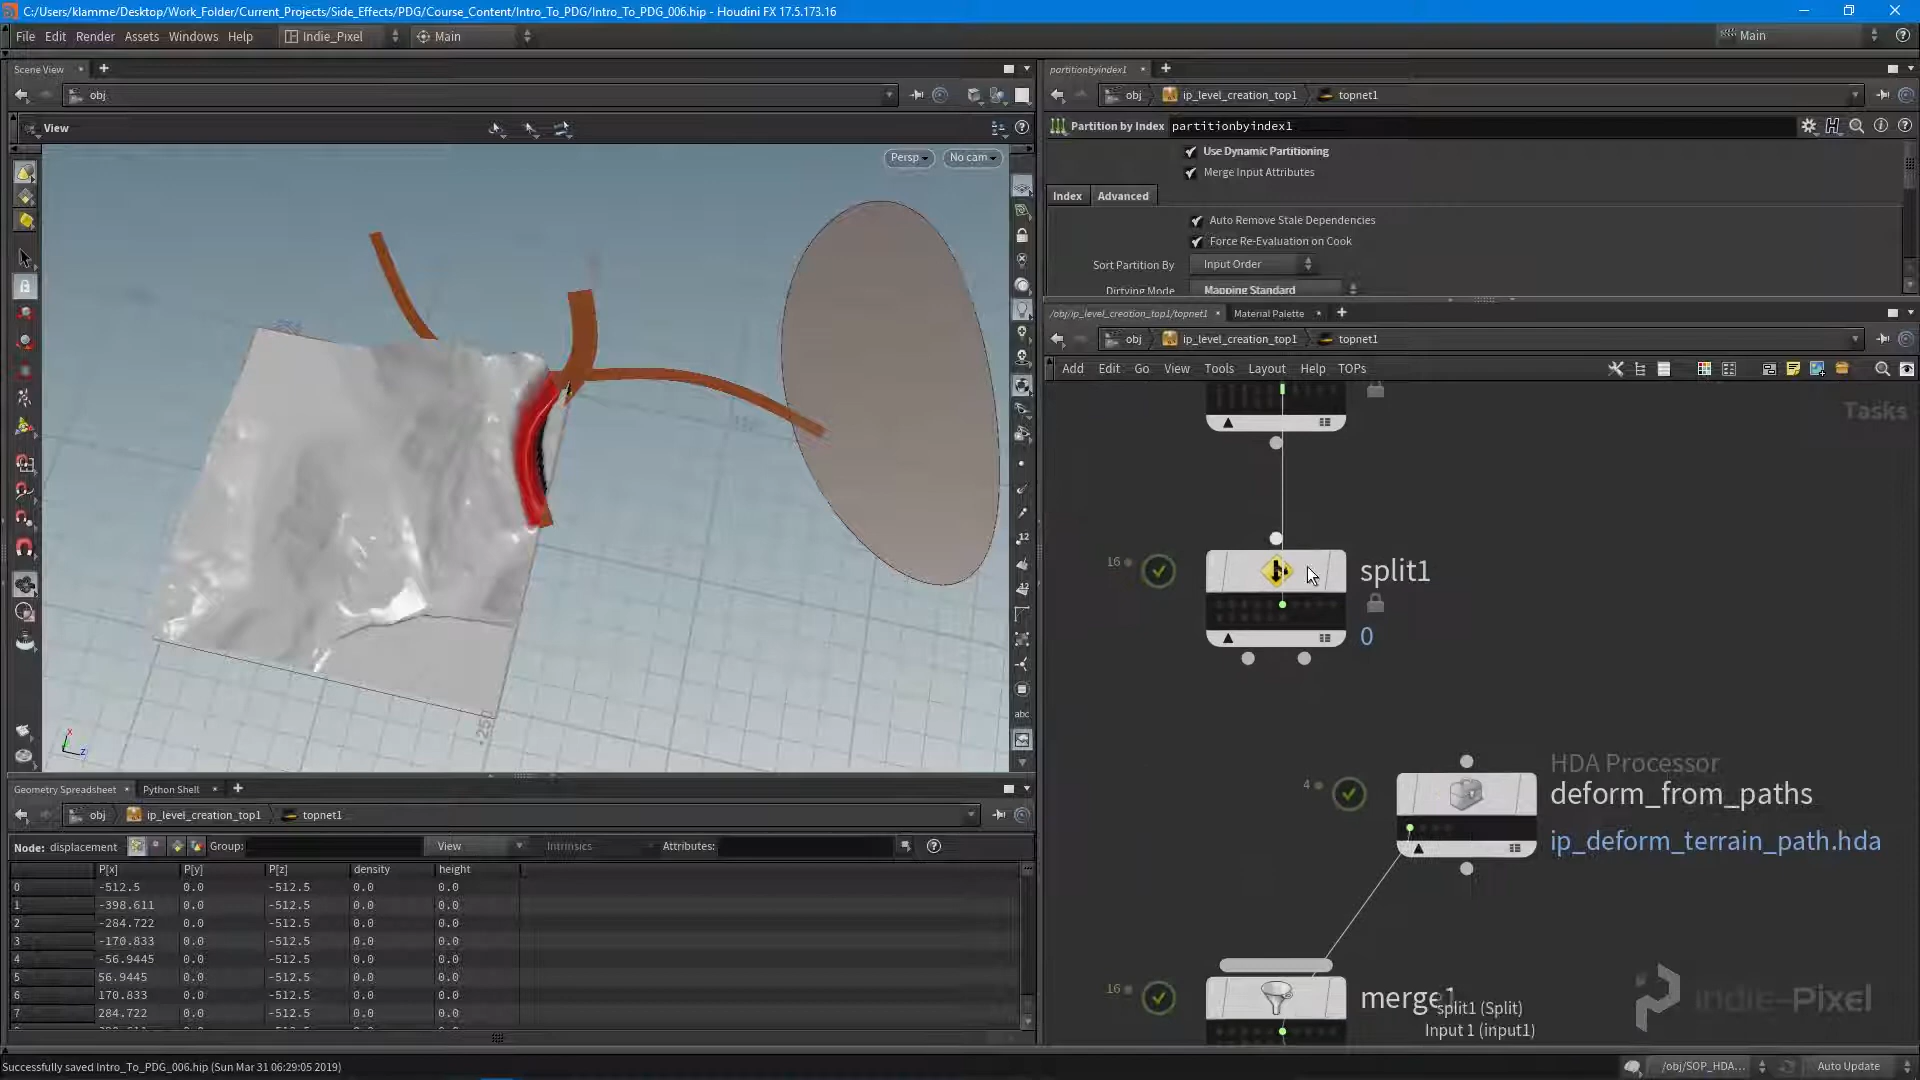 C:/Users/klamme/Desktop/Work_Folder/Current_Projects/Side_Effects/PDG/Course_Content/Intro_To_PDG/Intro_To_PDG_006.hip - Houdini FX 17.5.173.16
File Edit Render Assets Windows Help Indie_Pixel Main Main
Scene View
obj
View
Persp No cam
-250
x
z
12
abc
partitionbyindex1
obj ip_level_creation_top1 topnet1
Partition by Index partitionbyindex1
Use Dynamic Partitioning
Merge Input Attributes
Index Advanced
Auto Remove Stale Dependencies
Force Re-Evaluation on Cook
Sort Partition By Input Order
Dirtying Mode Mapping Standard
/obj/ip_level_creation_top1/topnet1 Material Palette
obj ip_level_creation_top1 topnet1
Add Edit Go View Tools Layout Help TOPs
Tasks
16 split1
0
HDA Processor
4 deform_from_paths
ip_deform_terrain_path.hda
16 merge1
split1 (Split)
Input 1 (input1)
indie-Pixel
Geometry Spreadsheet Python Shell
obj ip_level_creation_top1 topnet1
Node: displacement Group: View Intrinsics Attributes:
P[x] P[y] P[z] density height
0 -512.5 0.0 -512.5 0.0 0.0
1 -398.611 0.0 -512.5 0.0 0.0
2 -284.722 0.0 -512.5 0.0 0.0
3 -170.833 0.0 -512.5 0.0 0.0
4 -56.9445 0.0 -512.5 0.0 0.0
5 56.9445 0.0 -512.5 0.0 0.0
6 170.833 0.0 -512.5 0.0 0.0
7 284.722 0.0 -512.5 0.0 0.0
Successfully saved Intro_To_PDG_006.hip (Sun Mar 31 06:29:05 2019)
/obj/SOP_HDA... Auto Update